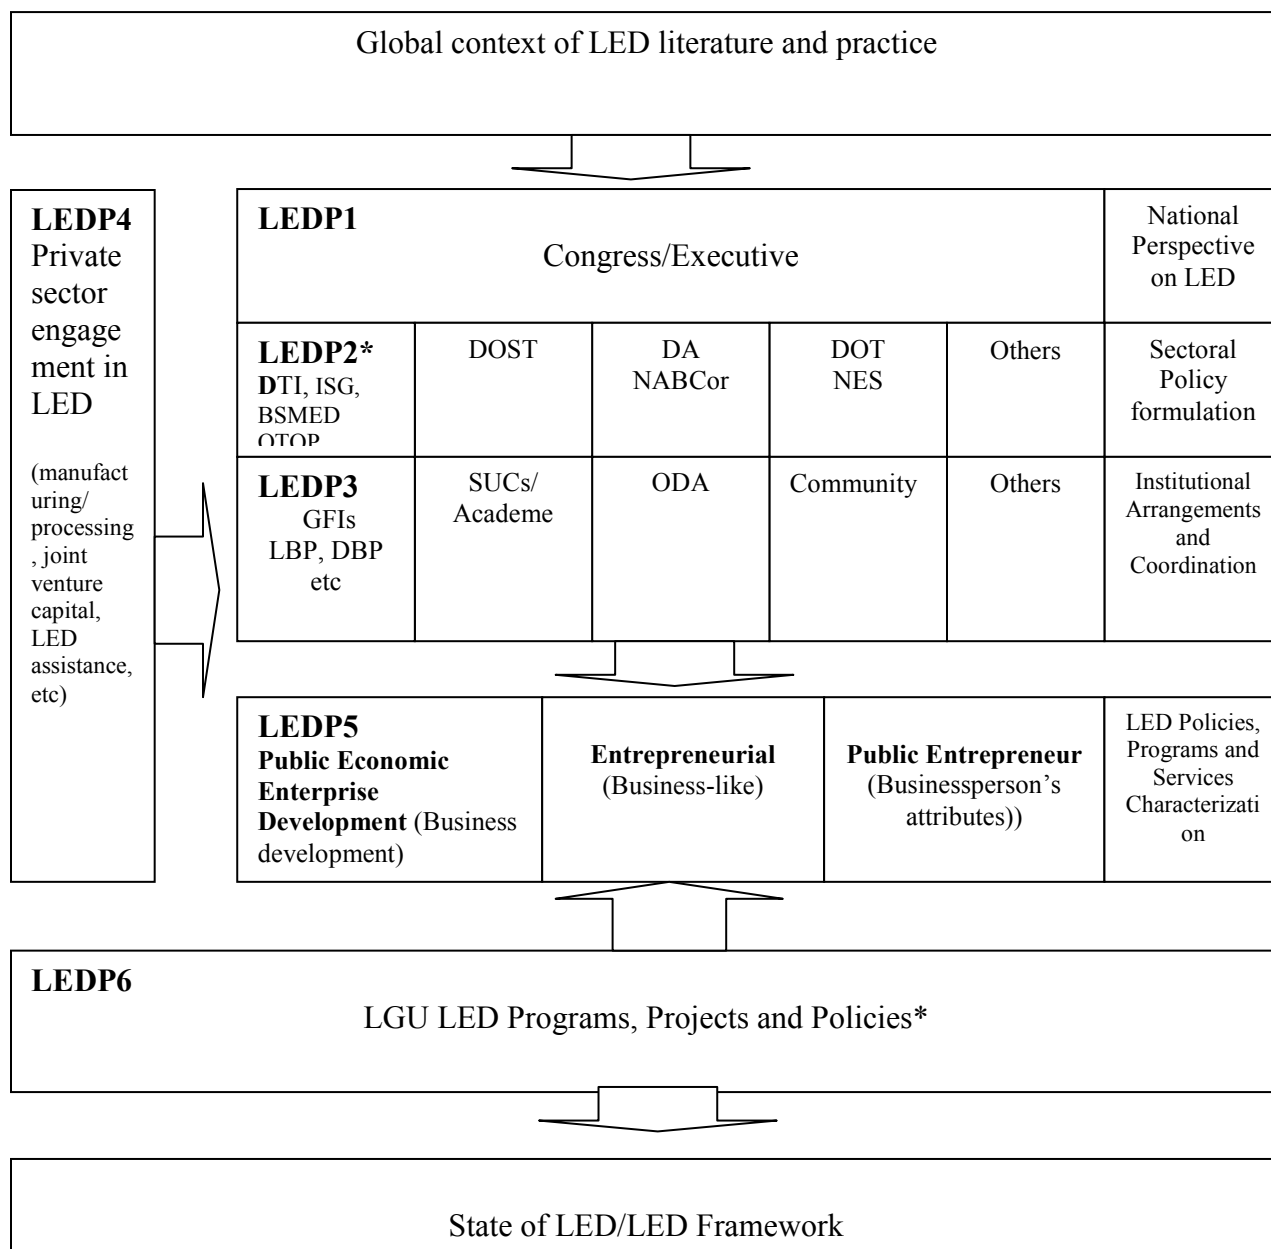 Global context of LED literature and practice
LEDP4
Private
sector
engage
ment in
LED
(manufact
uring/
processing
, joint
venture
capital,
LED
assistance,
etc)
LEDP1
Congress/Executive
National
Perspective
on LED
LEDP2*
DTI, ISG,
BSMED
OTOP
DOST
DA
NABCor
DOT
NES
Others
Sectoral
Policy
formulation
LEDP3
GFIs
LBP, DBP
etc
SUCs/
Academe
ODA
Community
Others
Institutional
Arrangements
and
Coordination
LEDP5
Public Economic
Enterprise
Development (Business
development)
Entrepreneurial
(Business-like)
Public Entrepreneur
(Businessperson’s
attributes))
LED Policies,
Programs and
Services
Characterizati
on
LEDP6
LGU LED Programs, Projects and Policies*
State of LED/LED Framework